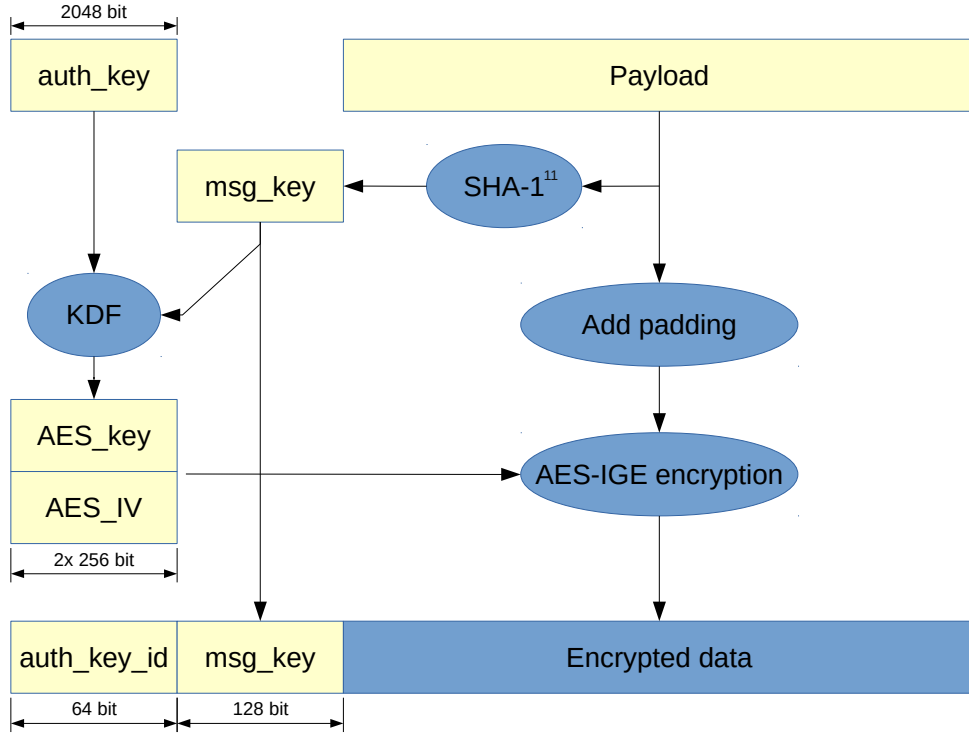 2048 bit
auth_key
Payload
msg_key
SHA-1¹¹
KDF
Add padding
AES_key
AES-IGE encryption
AES_IV
2x 256 bit
auth_key_id
msg_key
Encrypted data
64 bit
128 bit